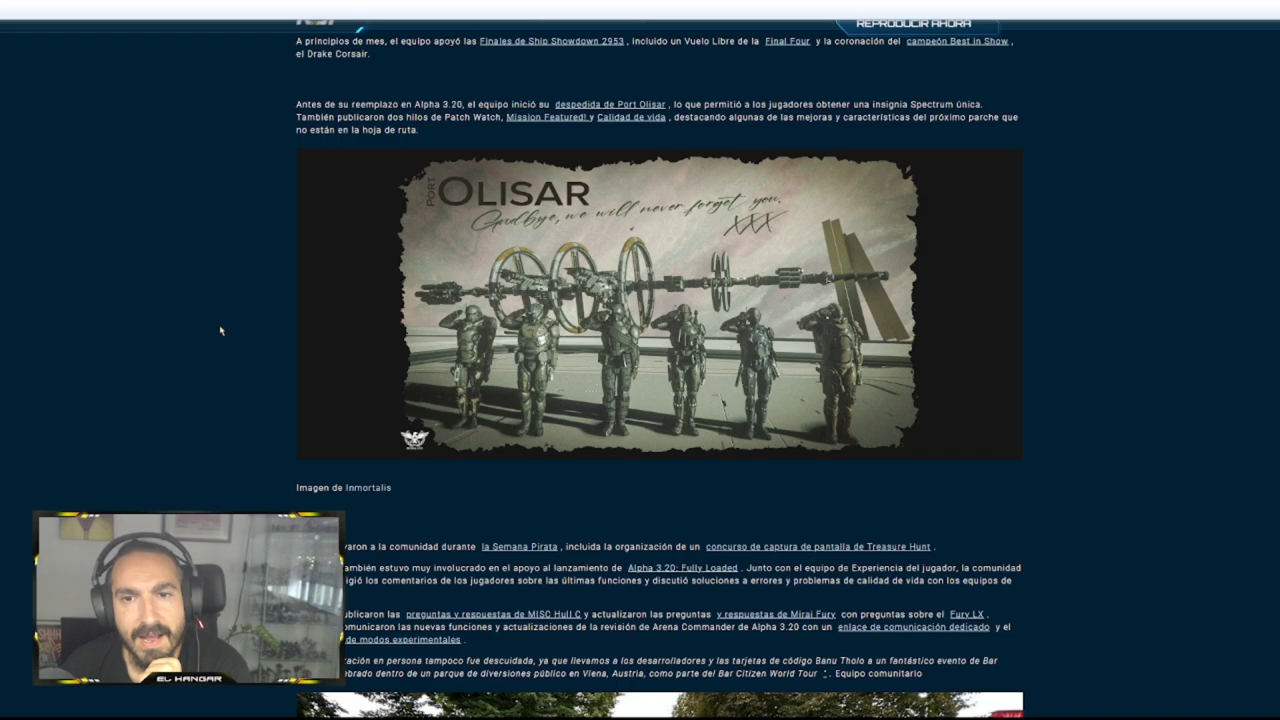 REPRODUCIR AHORA
A principios de mes, el equipo apoyó las Finales de Ship Showdown 2953 , incluido un Vuelo Libre de la Final Four y la coronación del campeón Best in Show ,
el Drake Corsair.
Antes de su reemplazo en Alpha 3.20, el equipo inició su despedida de Port Olisar , lo que permitió a los jugadores obtener una insignia Spectrum única.
También publicaron dos hilos de Patch Watch, Mission Featured! y Calidad de vida , destacando algunas de las mejoras y características del próximo parche que
no están en la hoja de ruta.
PORT OLISAR
Goodbye, we will never forget you.
XXX
Imagen de Inmortalis
varon a la comunidad durante la Semana Pirata , incluida la organización de un concurso de captura de pantalla de Treasure Hunt .
ambién estuvo muy involucrado en el apoyo al lanzamiento de Alpha 3.20: Fully Loaded . Junto con el equipo de Experiencia del jugador, la comunidad
igió los comentarios de los jugadores sobre las últimas funciones y discutió soluciones a errores y problemas de calidad de vida con los equipos de
ublicaron las preguntas y respuestas de MISC Hull C y actualizaron las preguntas y respuestas de Mirai Fury con preguntas sobre el Fury LX .
omunicaron las nuevas funciones y actualizaciones de la revisión de Arena Commander de Alpha 3.20 con un enlace de comunicación dedicado y el
de modos experimentales .
tación en persona tampoco fue descuidada, ya que llevamos a los desarrolladores y las tarjetas de código Banu Tholo a un fantástico evento de Bar
ebrado dentro de un parque de diversiones público en Viena, Austria, como parte del Bar Citizen World Tour . Equipo comunitario
EL HANGAR